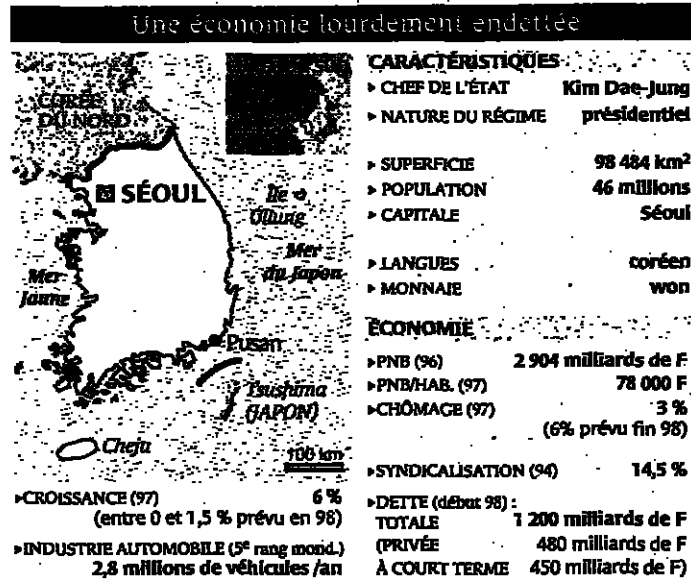 Une économie lourdement endettée
CORÉE
DU NORD
SÉOUL
Île
Ullung
Mer
du Japon
Mer
Jaune
Pusan
Tsushima
(JAPON)
Cheju
100 km
▸CROISSANCE (97) 6 %
(entre 0 et 1,5 % prévu en 98)
▸INDUSTRIE AUTOMOBILE (5e rang mond.)
2,8 millions de véhicules /an
CARACTÉRISTIQUES
▸ CHEF DE L'ÉTAT Kim Dae-Jung
▸ NATURE DU RÉGIME présidentiel
▸ SUPERFICIE 98 484 km²
▸ POPULATION 46 millions
▸ CAPITALE Séoul
▸ LANGUES coréen
▸ MONNAIE won
ÉCONOMIE
▸PNB (96) 2 904 milliards de F
▸PNB/HAB. (97) 78 000 F
▸CHÔMAGE (97) 3 %
(6% prévu fin 98)
▸SYNDICALISATION (94) 14,5 %
▸DETTE (début 98) :
TOTALE 1 200 milliards de F
(PRIVÉE 480 milliards de F
À COURT TERME 450 milliards de F)